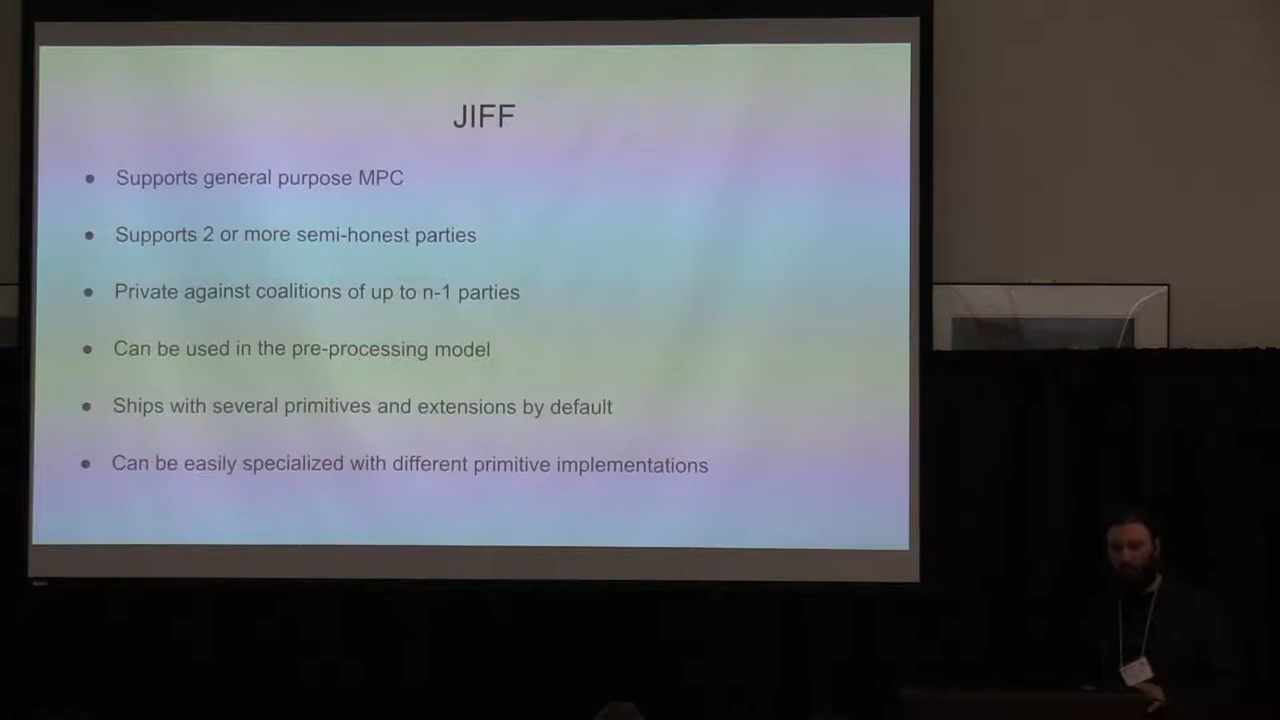 JIFF
● Supports general purpose MPC
● Supports 2 or more semi-honest parties
● Private against coalitions of up to n-1 parties
● Can be used in the pre-processing model
● Ships with several primitives and extensions by default
● Can be easily specialized with different primitive implementations